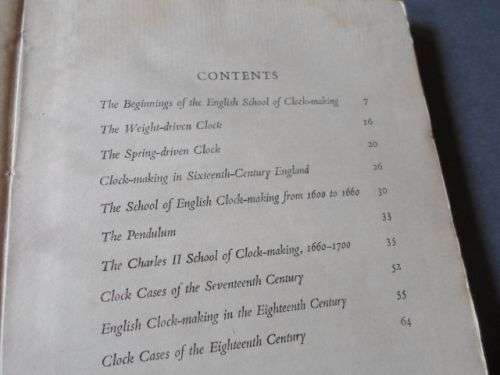 CONTENTS
The Beginnings of the English School of Clock-making 7
The Weight-driven Clock 16
The Spring-driven Clock 20
Clock-making in Sixteenth-Century England 26
The School of English Clock-making from 1600 to 1660 30
The Pendulum 33
The Charles II School of Clock-making, 1660-1700 35
Clock Cases of the Seventeenth Century 52
English Clock-making in the Eighteenth Century 55
Clock Cases of the Eighteenth Century 64